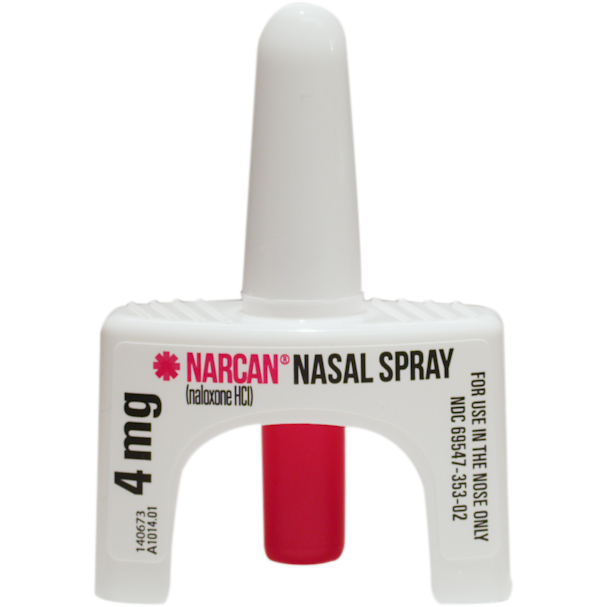 NARCAN® NASAL SPRAY
(naloxone HCl)
4 mg
140673
A1014.01
FOR USE IN THE NOSE ONLY
NDC 69547-353-02